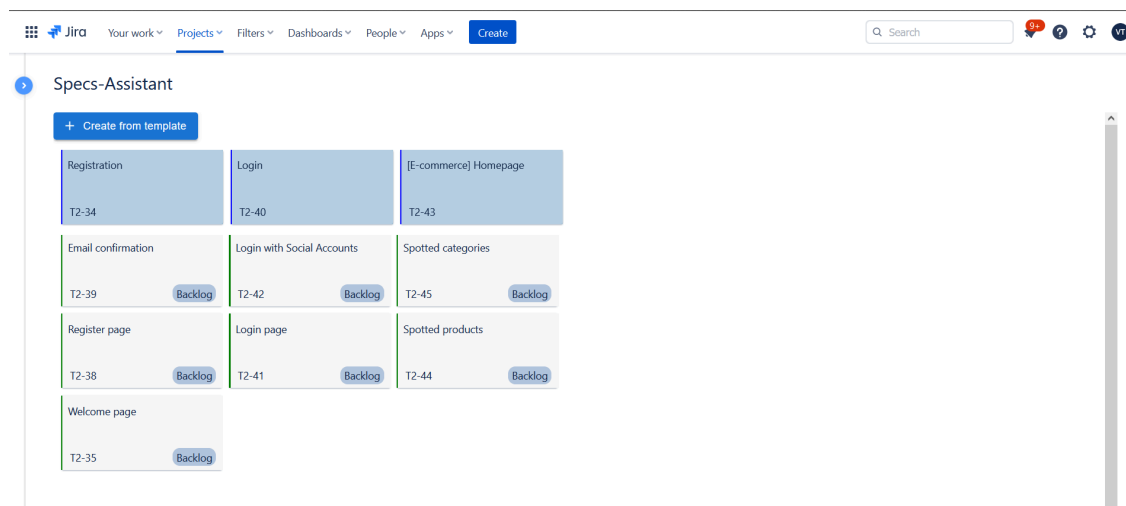 Jira Your work Projects Filters Dashboards People Apps Create Search 9+ VT
Specs-Assistant
+ Create from template
Registration
T2-34
Login
T2-40
[E-commerce] Homepage
T2-43
Email confirmation
T2-39 Backlog
Login with Social Accounts
T2-42 Backlog
Spotted categories
T2-45 Backlog
Register page
T2-38 Backlog
Login page
T2-41 Backlog
Spotted products
T2-44 Backlog
Welcome page
T2-35 Backlog